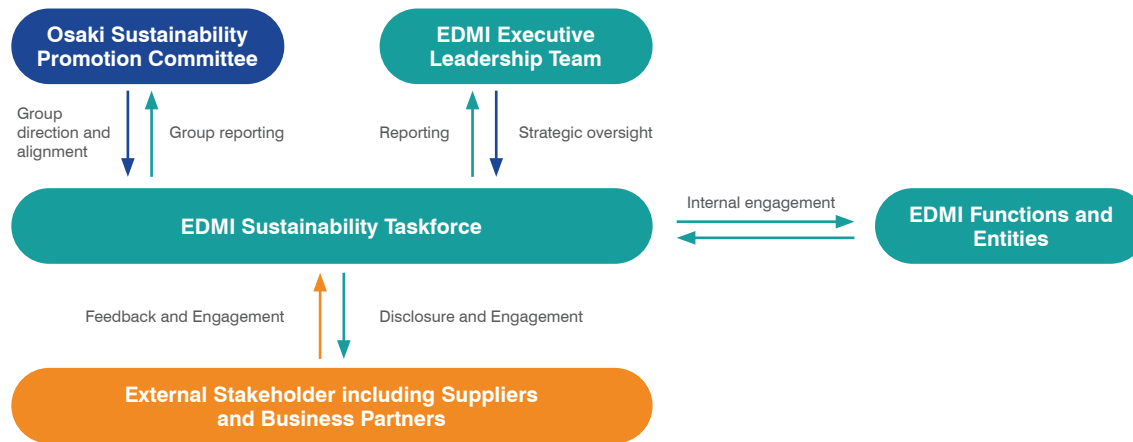 Osaki Sustainability
Promotion Committee
EDMI Executive
Leadership Team
Group
direction and
alignment
Group reporting
Reporting
Strategic oversight
EDMI Sustainability Taskforce
Internal engagement
EDMI Functions and
Entities
Feedback and Engagement
Disclosure and Engagement
External Stakeholder including Suppliers
and Business Partners